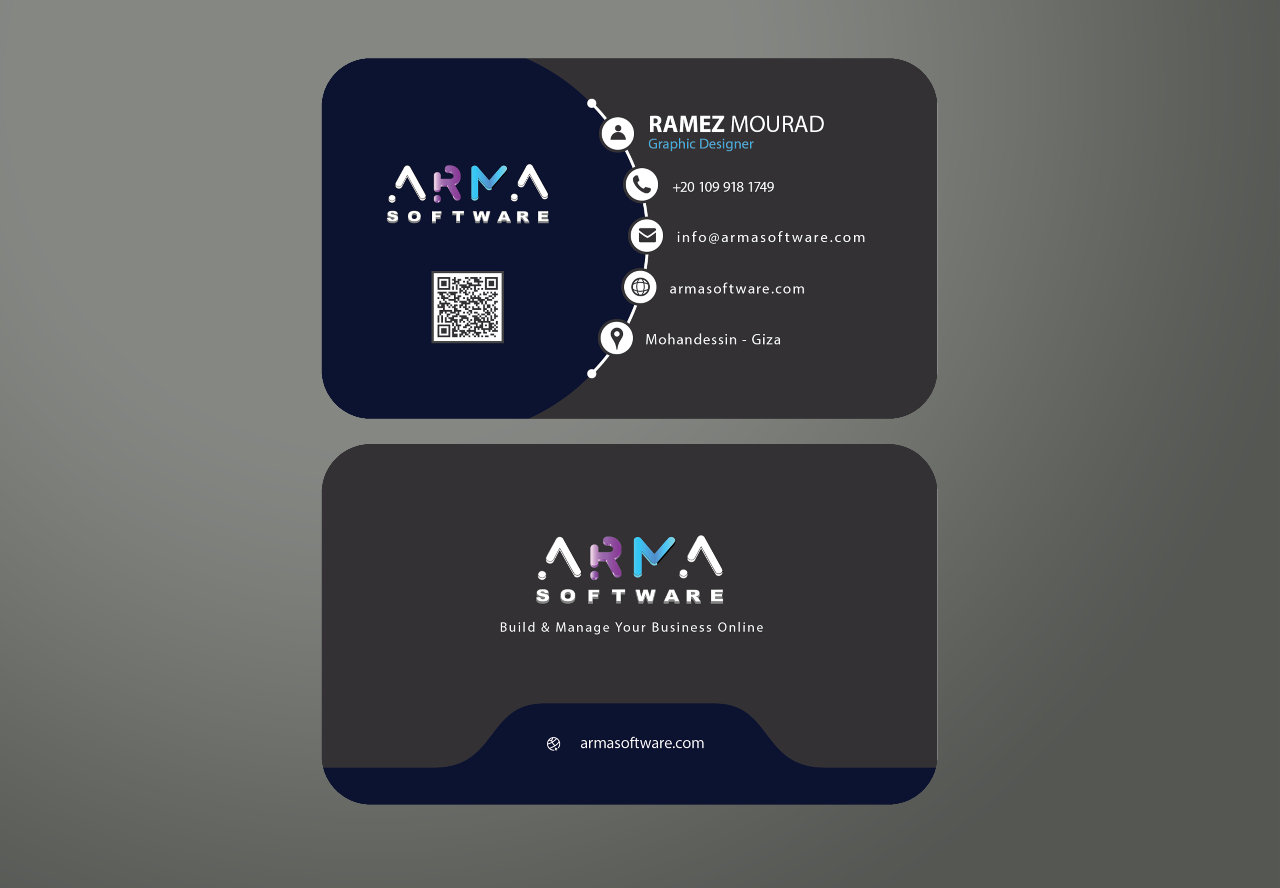 ARMA
SOFTWARE
RAMEZ MOURAD
Graphic Designer
+20 109 918 1749
info@armasoftware.com
armasoftware.com
Mohandessin - Giza
ARMA
SOFTWARE
Build & Manage Your Business Online
armasoftware.com